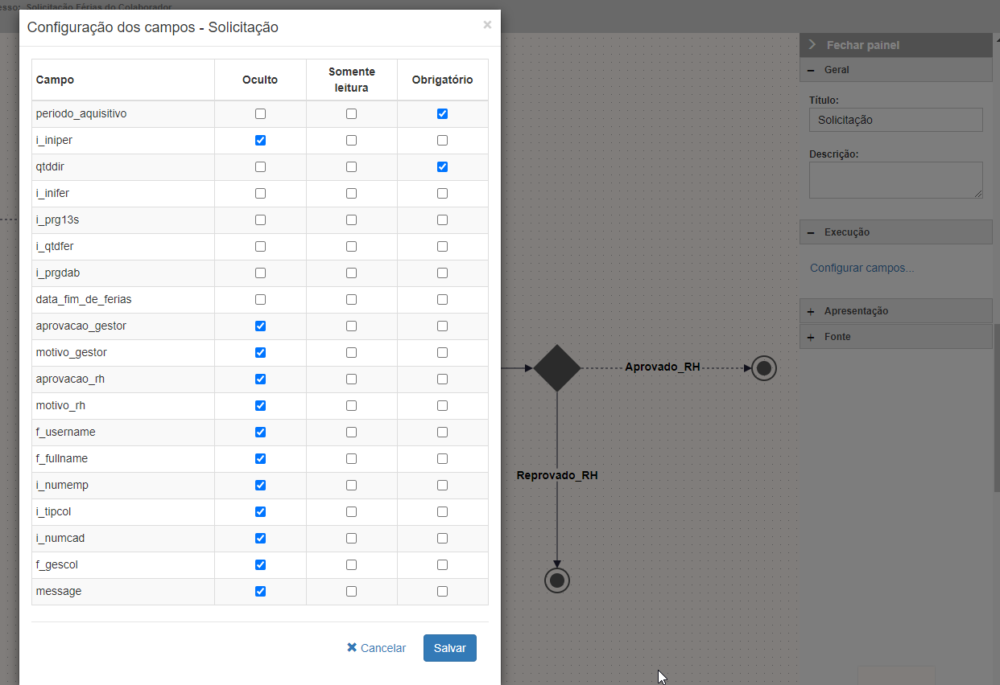 esso: Solicitação Férias do Colaborador
Configuração dos campos - Solicitação
×
Campo Oculto Somente leitura Obrigatório
periodo_aquisitivo
i_iniper
qtddir
i_inifer
i_prg13s
i_qtdfer
i_prgdab
data_fim_de_ferias
aprovacao_gestor
motivo_gestor
aprovacao_rh
motivo_rh
f_username
f_fullname
i_numemp
i_tipcol
i_numcad
f_gescol
message
Cancelar Salvar
Aprovado_RH
Reprovado_RH
Fechar painel
Geral
Título:
Solicitação
Descrição:
Execução
Configurar campos...
Apresentação
Fonte